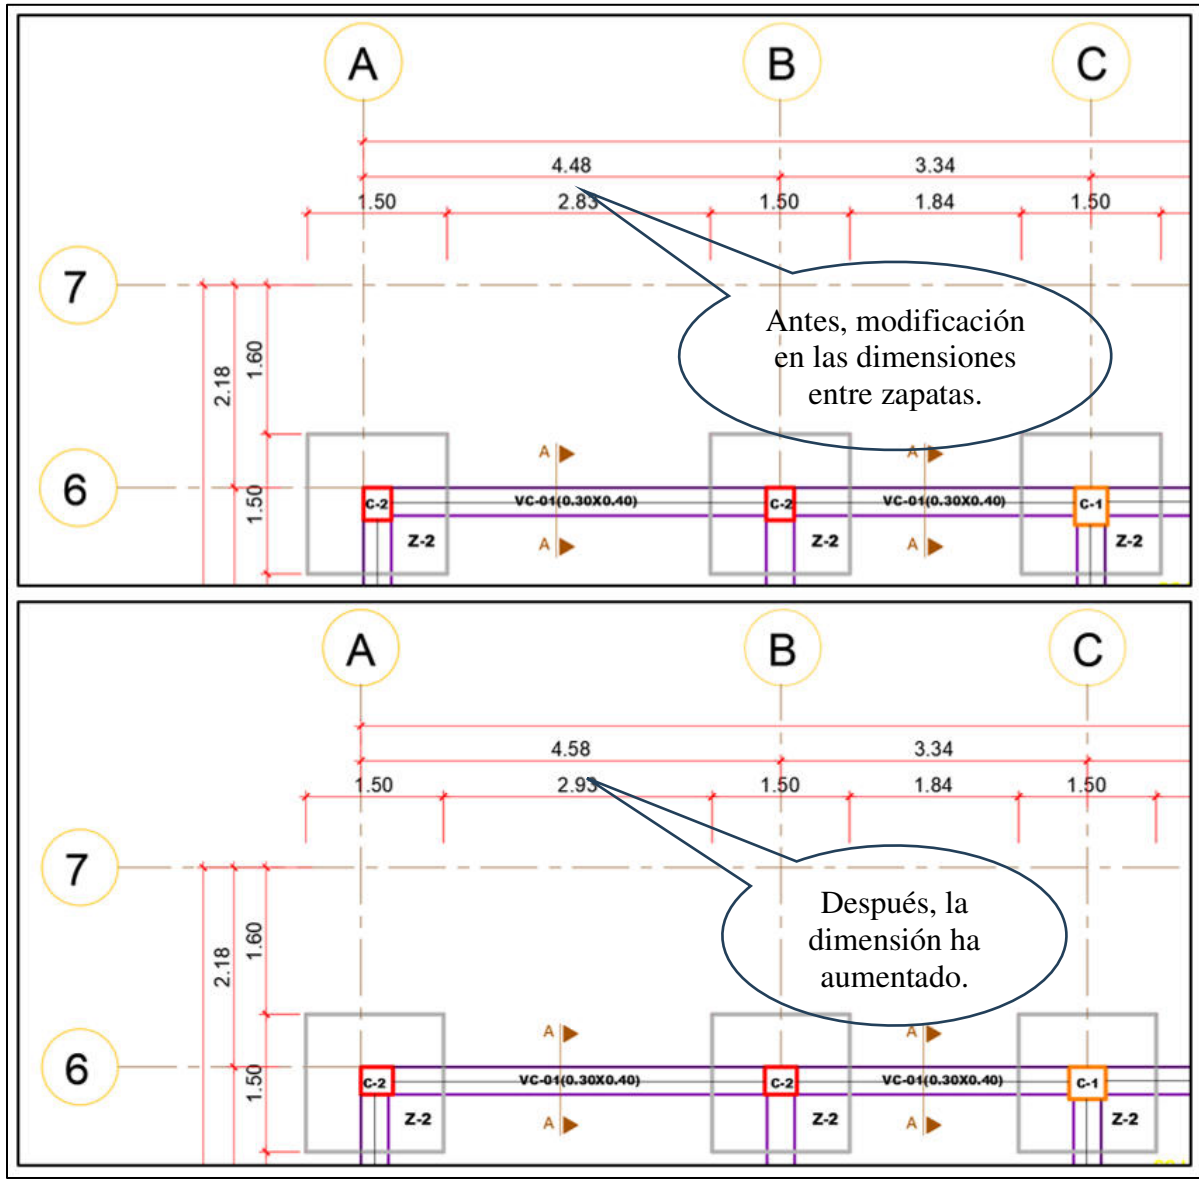 A B C
4.48 3.34
1.50 2.83 1.50 1.84 1.50
7
Antes, modificación
en las dimensiones
entre zapatas.
2.18 1.60
A A
6
1.50
C-2 VC-01(0.30X0.40) C-2 VC-01(0.30X0.40) C-1
Z-2 Z-2 Z-2
A A
A B C
4.58 3.34
1.50 2.93 1.50 1.84 1.50
7
Después, la
dimensión ha
aumentado.
2.18 1.60
A A
6
1.50
C-2 VC-01(0.30X0.40) C-2 VC-01(0.30X0.40) C-1
Z-2 Z-2 Z-2
A A